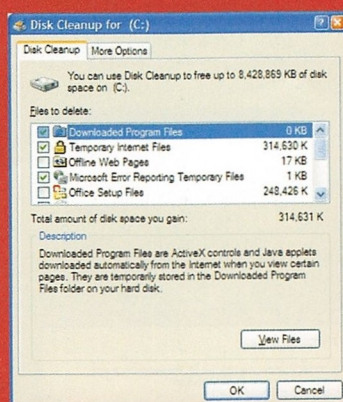 Disk Cleanup for (C:)
Disk Cleanup More Options
You can use Disk Cleanup to free up to 8,428,869 KB of disk
space on (C:).
Files to delete:
Downloaded Program Files 0 KB
Temporary Internet Files 314,630 K
Offline Web Pages 17 KB
Microsoft Error Reporting Temporary Files 1 KB
Office Setup Files 248,426 K
Total amount of disk space you gain: 314,631 K
Description
Downloaded Program Files are ActiveX controls and Java applets
downloaded automatically from the Internet when you view certain
pages. They are temporarily stored in the Downloaded Program
Files folder on your hard disk.
View Files
OK Cancel